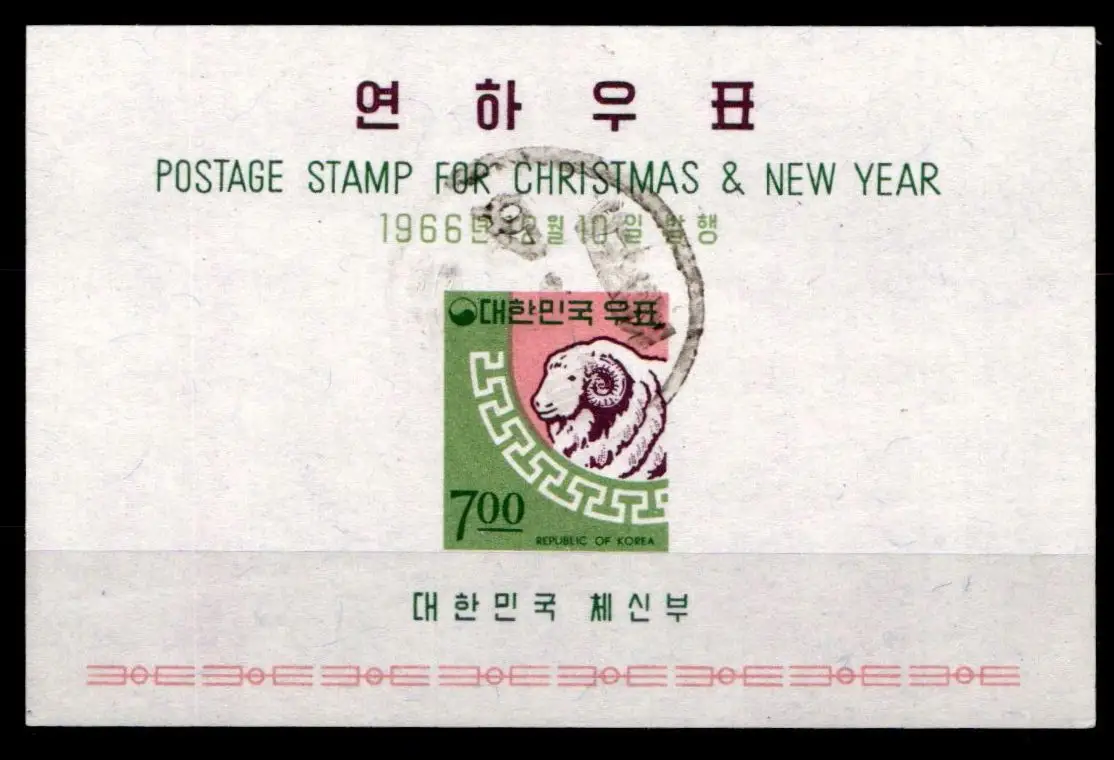 연하우표
POSTAGE STAMP FOR CHRISTMAS & NEW YEAR
1966년 12월 10일 발행
대한민국 우표
700
REPUBLIC OF KOREA
대한민국 체신부